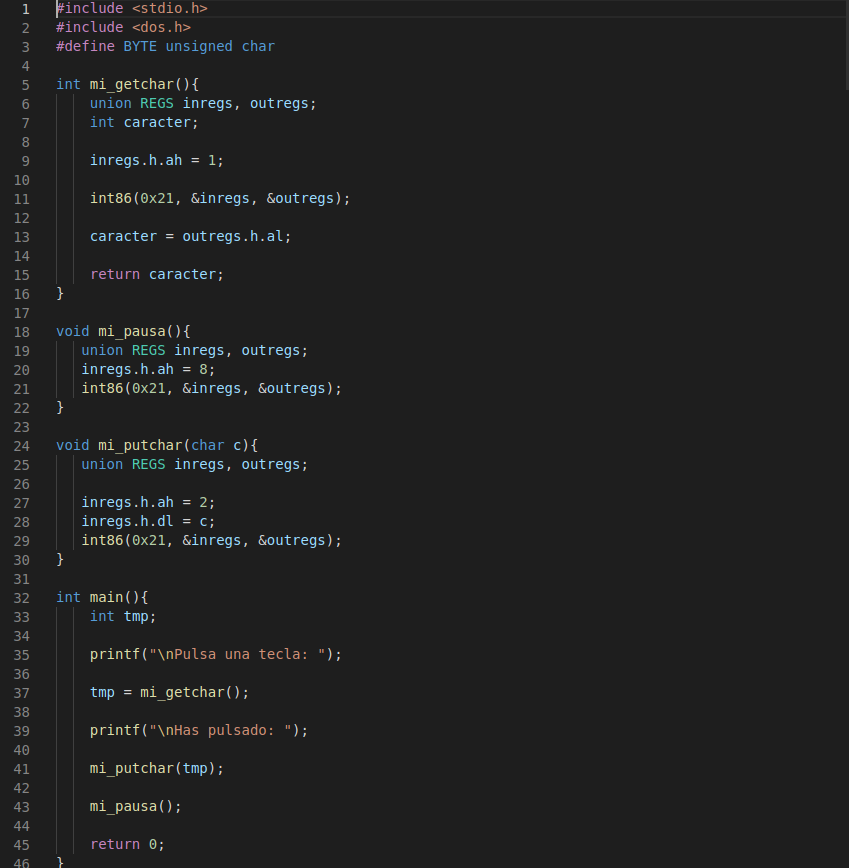 1 #include <stdio.h>
2 #include <dos.h>
3 #define BYTE unsigned char
4
5 int mi_getchar(){
6     union REGS inregs, outregs;
7     int caracter;
8
9     inregs.h.ah = 1;
10
11     int86(0x21, &inregs, &outregs);
12
13     caracter = outregs.h.al;
14
15     return caracter;
16 }
17
18 void mi_pausa(){
19    union REGS inregs, outregs;
20    inregs.h.ah = 8;
21    int86(0x21, &inregs, &outregs);
22 }
23
24 void mi_putchar(char c){
25    union REGS inregs, outregs;
26
27    inregs.h.ah = 2;
28    inregs.h.dl = c;
29    int86(0x21, &inregs, &outregs);
30 }
31
32 int main(){
33     int tmp;
34
35     printf("\nPulsa una tecla: ");
36
37     tmp = mi_getchar();
38
39     printf("\nHas pulsado: ");
40
41     mi_putchar(tmp);
42
43     mi_pausa();
44
45     return 0;
46 }